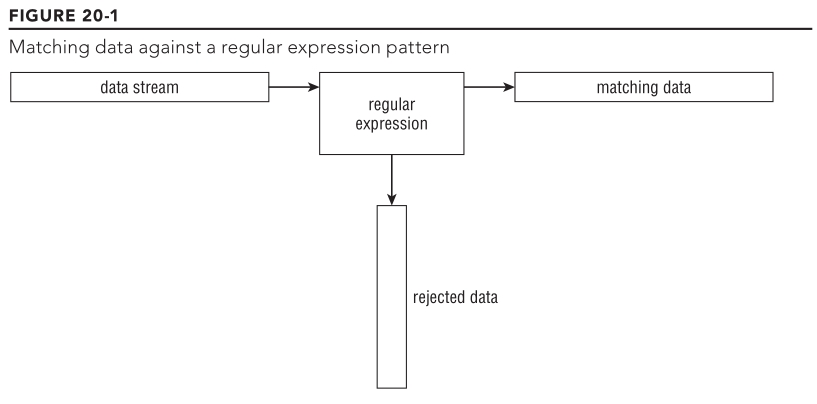 FIGURE 20-1
Matching data against a regular expression pattern
data stream
regular
expression
matching data
rejected data